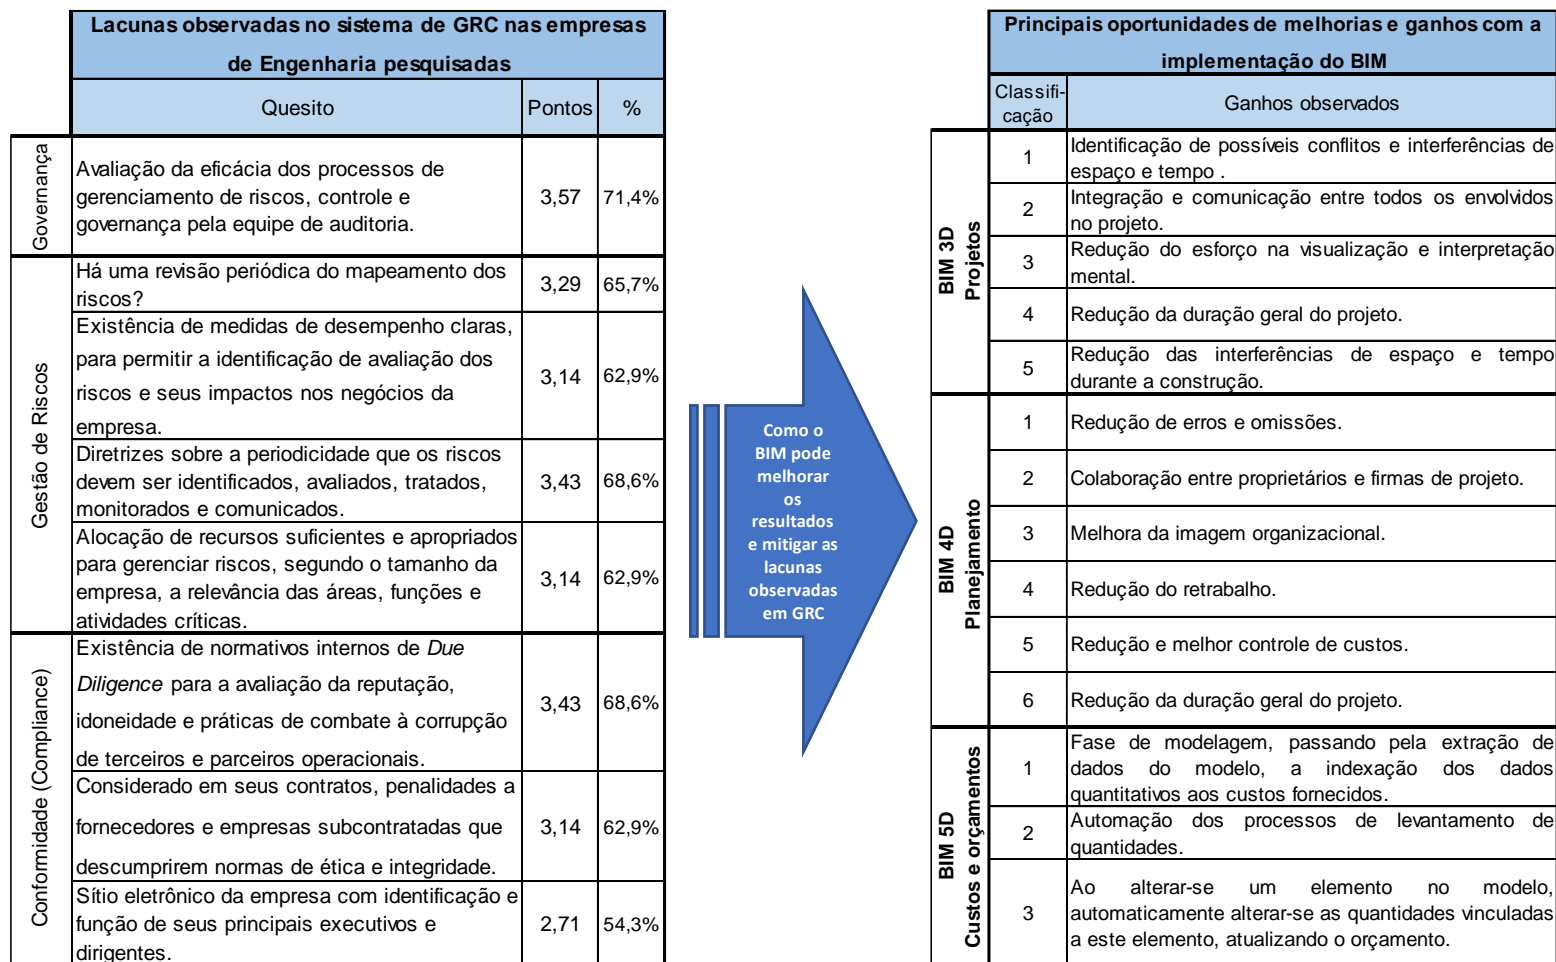 Lacunas observadas no sistema de GRC nas empresas
de Engenharia pesquisadas
Quesito
Pontos
%
Governança
Avaliação da eficácia dos processos de
gerenciamento de riscos, controle e
governança pela equipe de auditoria.
3,57
71,4%
Gestão de Riscos
Há uma revisão periódica do mapeamento dos
riscos?
3,29
65,7%
Existência de medidas de desempenho claras,
para permitir a identificação de avaliação dos
riscos e seus impactos nos negócios da
empresa.
3,14
62,9%
Diretrizes sobre a periodicidade que os riscos
devem ser identificados, avaliados, tratados,
monitorados e comunicados.
3,43
68,6%
Alocação de recursos suficientes e apropriados
para gerenciar riscos, segundo o tamanho da
empresa, a relevância das áreas, funções e
atividades críticas.
3,14
62,9%
Conformidade (Compliance)
Existência de normativos internos de Due
Diligence para a avaliação da reputação,
idoneidade e práticas de combate à corrupção
de terceiros e parceiros operacionais.
3,43
68,6%
Considerado em seus contratos, penalidades a
fornecedores e empresas subcontratadas que
descumprirem normas de ética e integridade.
3,14
62,9%
Sítio eletrônico da empresa com identificação e
função de seus principais executivos e
dirigentes.
2,71
54,3%
Como o
BIM pode
melhorar
os
resultados
e mitigar as
lacunas
observadas
em GRC
Principais oportunidades de melhorias e ganhos com a
implementação do BIM
Classifi-
cação
Ganhos observados
BIM 3D
Projetos
1
Identificação de possíveis conflitos e interferências de
espaço e tempo .
2
Integração e comunicação entre todos os envolvidos
no projeto.
3
Redução do esforço na visualização e interpretação
mental.
4
Redução da duração geral do projeto.
5
Redução das interferências de espaço e tempo
durante a construção.
BIM 4D
Planejamento
1
Redução de erros e omissões.
2
Colaboração entre proprietários e firmas de projeto.
3
Melhora da imagem organizacional.
4
Redução do retrabalho.
5
Redução e melhor controle de custos.
6
Redução da duração geral do projeto.
BIM 5D
Custos e orçamentos
1
Fase de modelagem, passando pela extração de
dados do modelo, a indexação dos dados
quantitativos aos custos fornecidos.
2
Automação dos processos de levantamento de
quantidades.
3
Ao alterar-se um elemento no modelo,
automaticamente alterar-se as quantidades vinculadas
a este elemento, atualizando o orçamento.